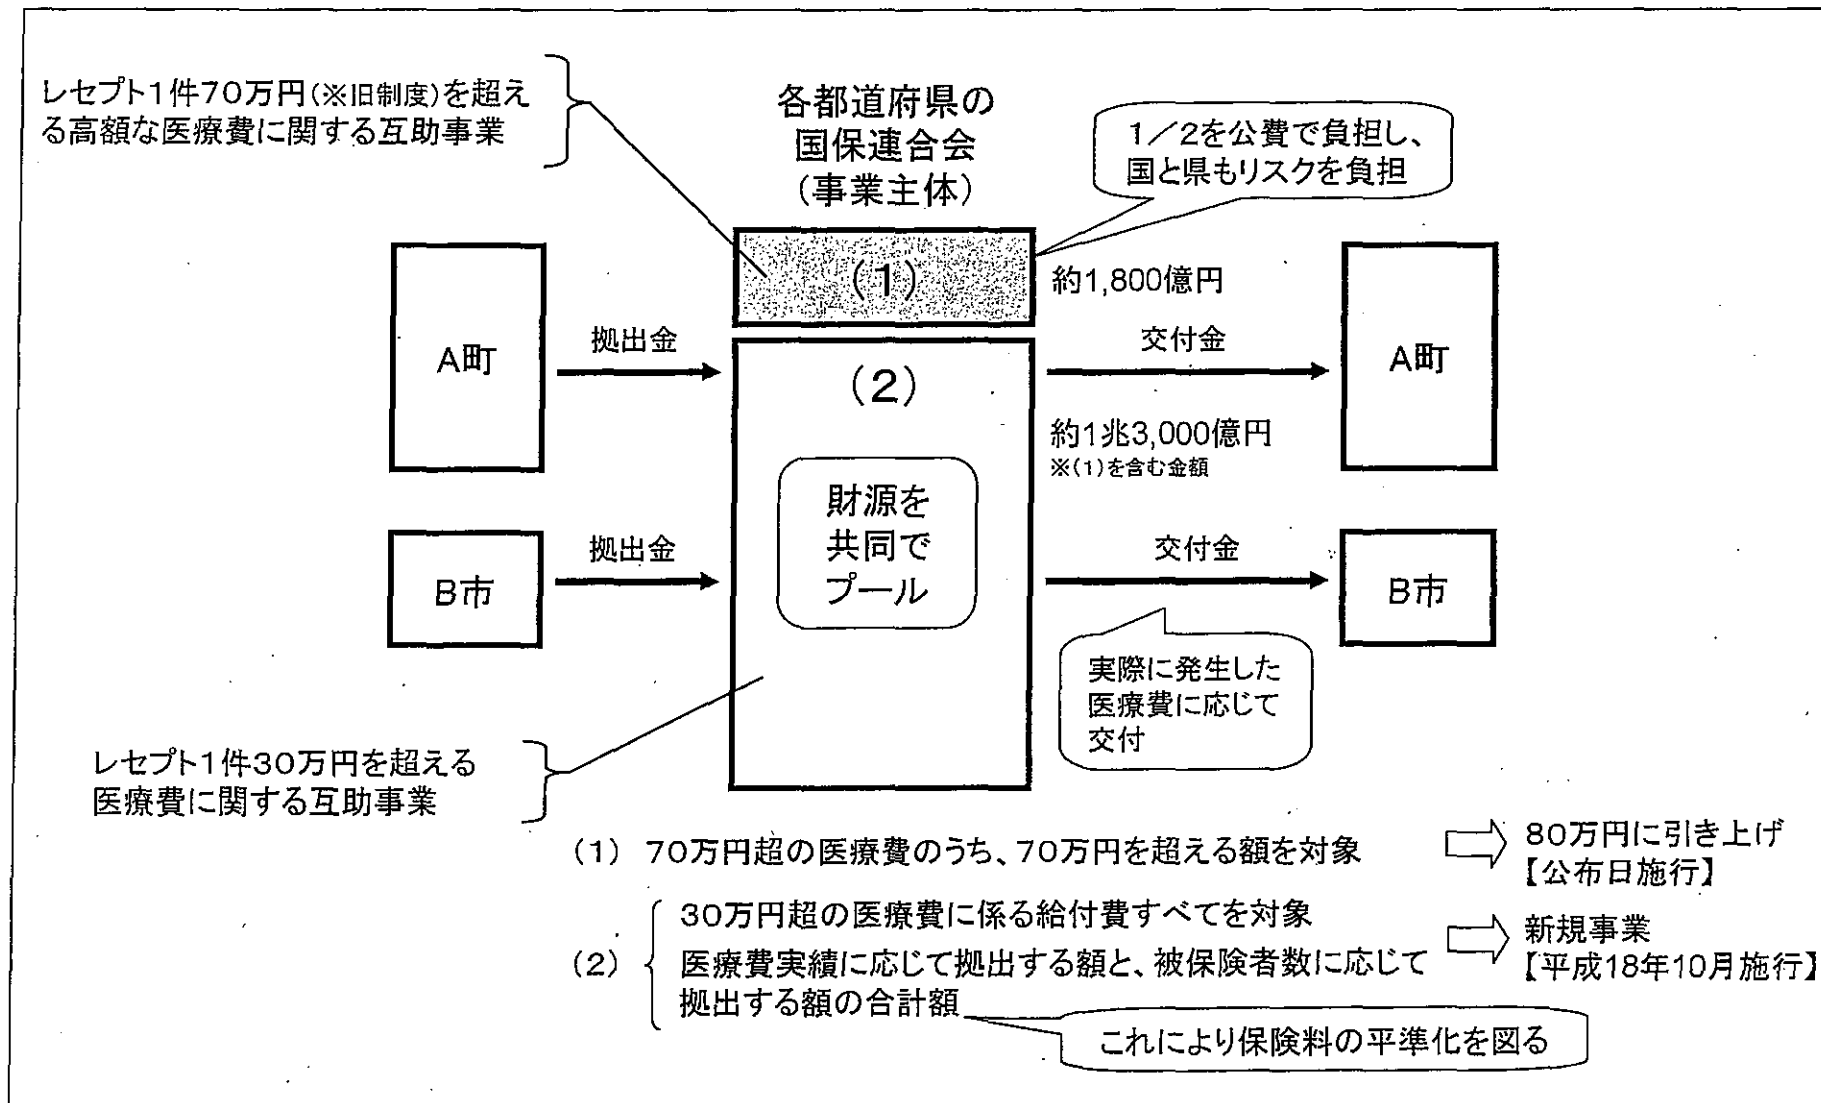 レセプト1件70万円(※旧制度)を超え
る高額な医療費に関する互助事業
各都道府県の
国保連合会
(事業主体)
1/2を公費で負担し、
国と県もリスクを負担
(1)
約1,800億円
A町
拠出金
(2)
交付金
A町
約1兆3,000億円
※(1)を含む金額
財源を
共同で
プール
B市
拠出金
交付金
B市
実際に発生した
医療費に応じて
交付
レセプト1件30万円を超える
医療費に関する互助事業
(1) 70万円超の医療費のうち、70万円を超える額を対象
80万円に引き上げ
【公布日施行】
(2)
30万円超の医療費に係る給付費すべてを対象
医療費実績に応じて拠出する額と、被保険者数に応じて
拠出する額の合計額
新規事業
【平成18年10月施行】
これにより保険料の平準化を図る